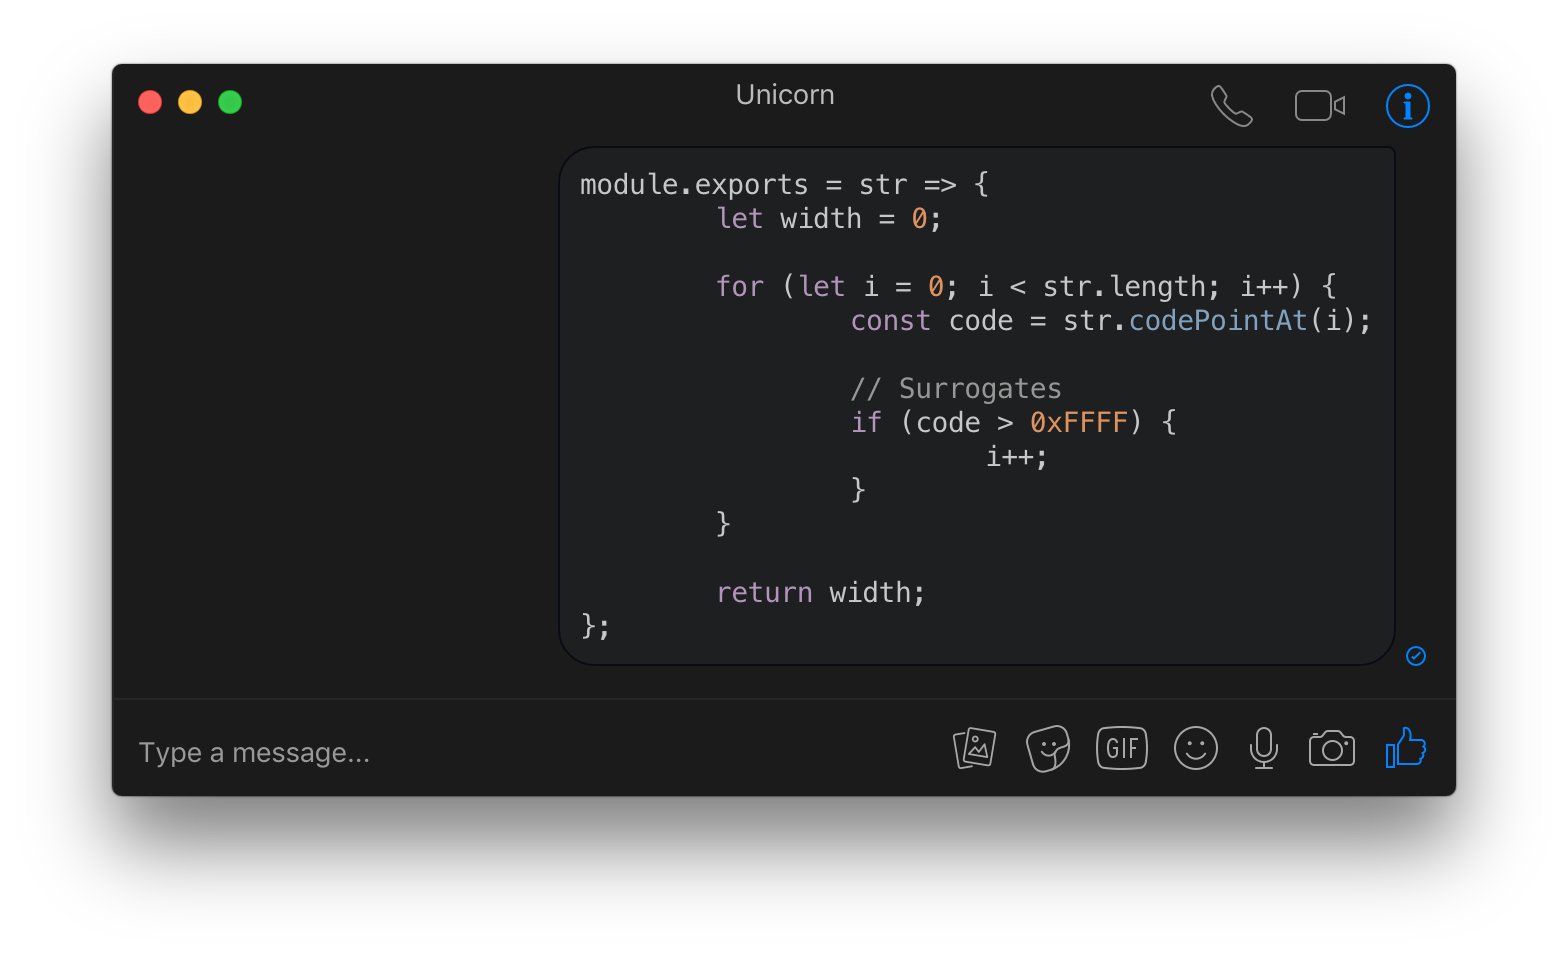 Unicorn
module.exports = str => {
let width = 0;
for (let i = 0; i < str.length; i++) {
const code = str.codePointAt(i);
// Surrogates
if (code > 0xFFFF) {
i++;
}
}
return width;
};
Type a message...
GIF